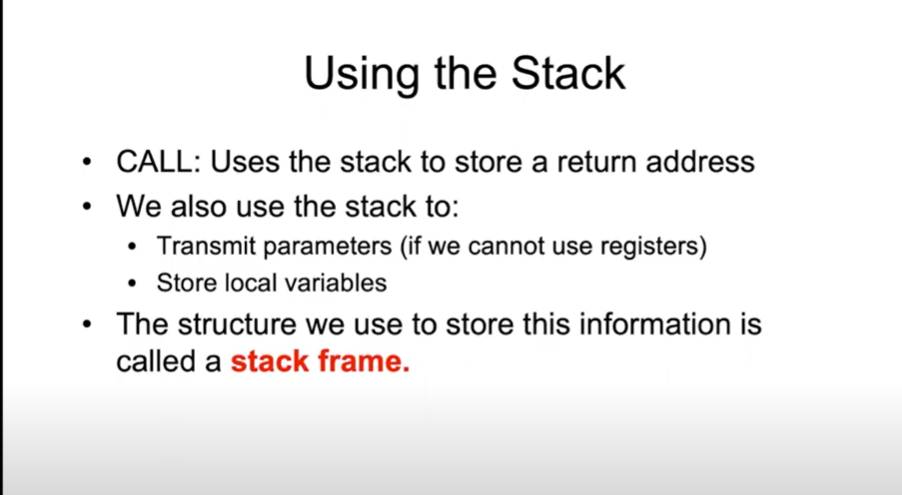 Using the Stack
• CALL: Uses the stack to store a return address
• We also use the stack to:
• Transmit parameters (if we cannot use registers)
• Store local variables
• The structure we use to store this information is
called a stack frame.